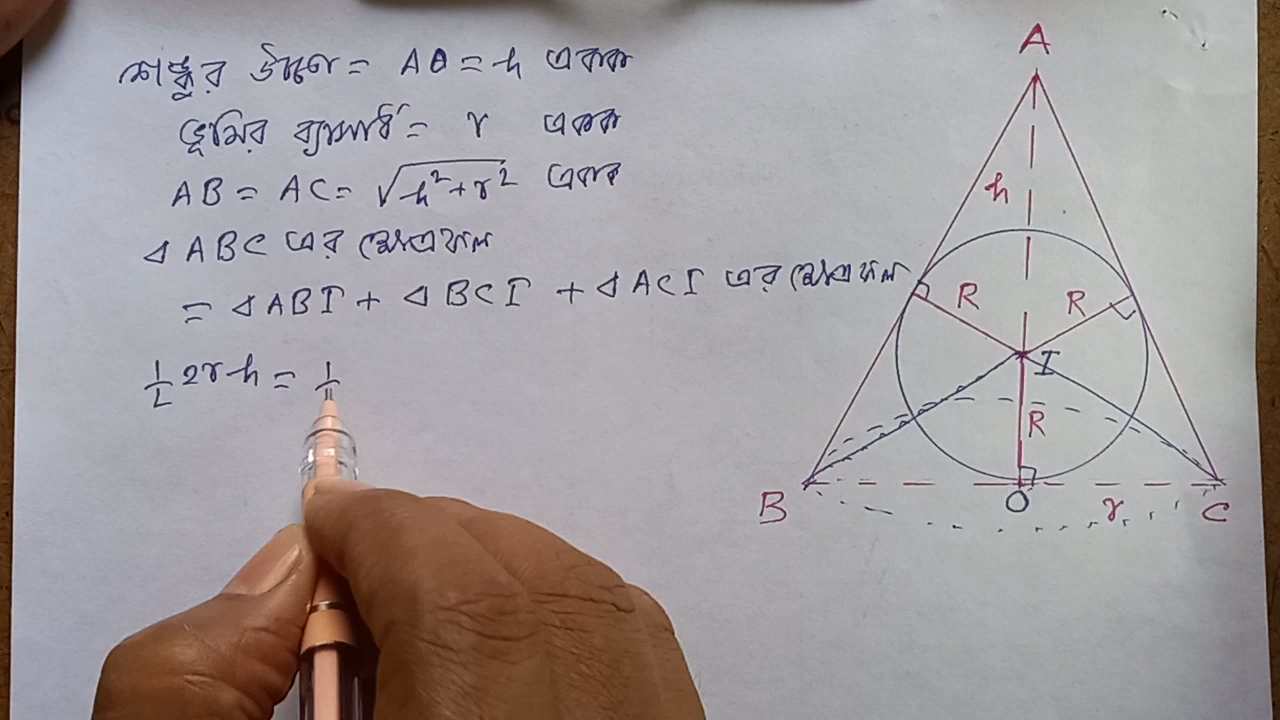 শঙ্কুর উচ্চতা = AO = h একক
ভূমির ব্যাসার্ধ = r একক
AB = AC = √h²+r² একক
△ABC এর ক্ষেত্রফল
= △ABI + △BCI + △ACI এর ক্ষেত্রফল
½ 2r h = 1
A
h
R R
I
R
B O r C